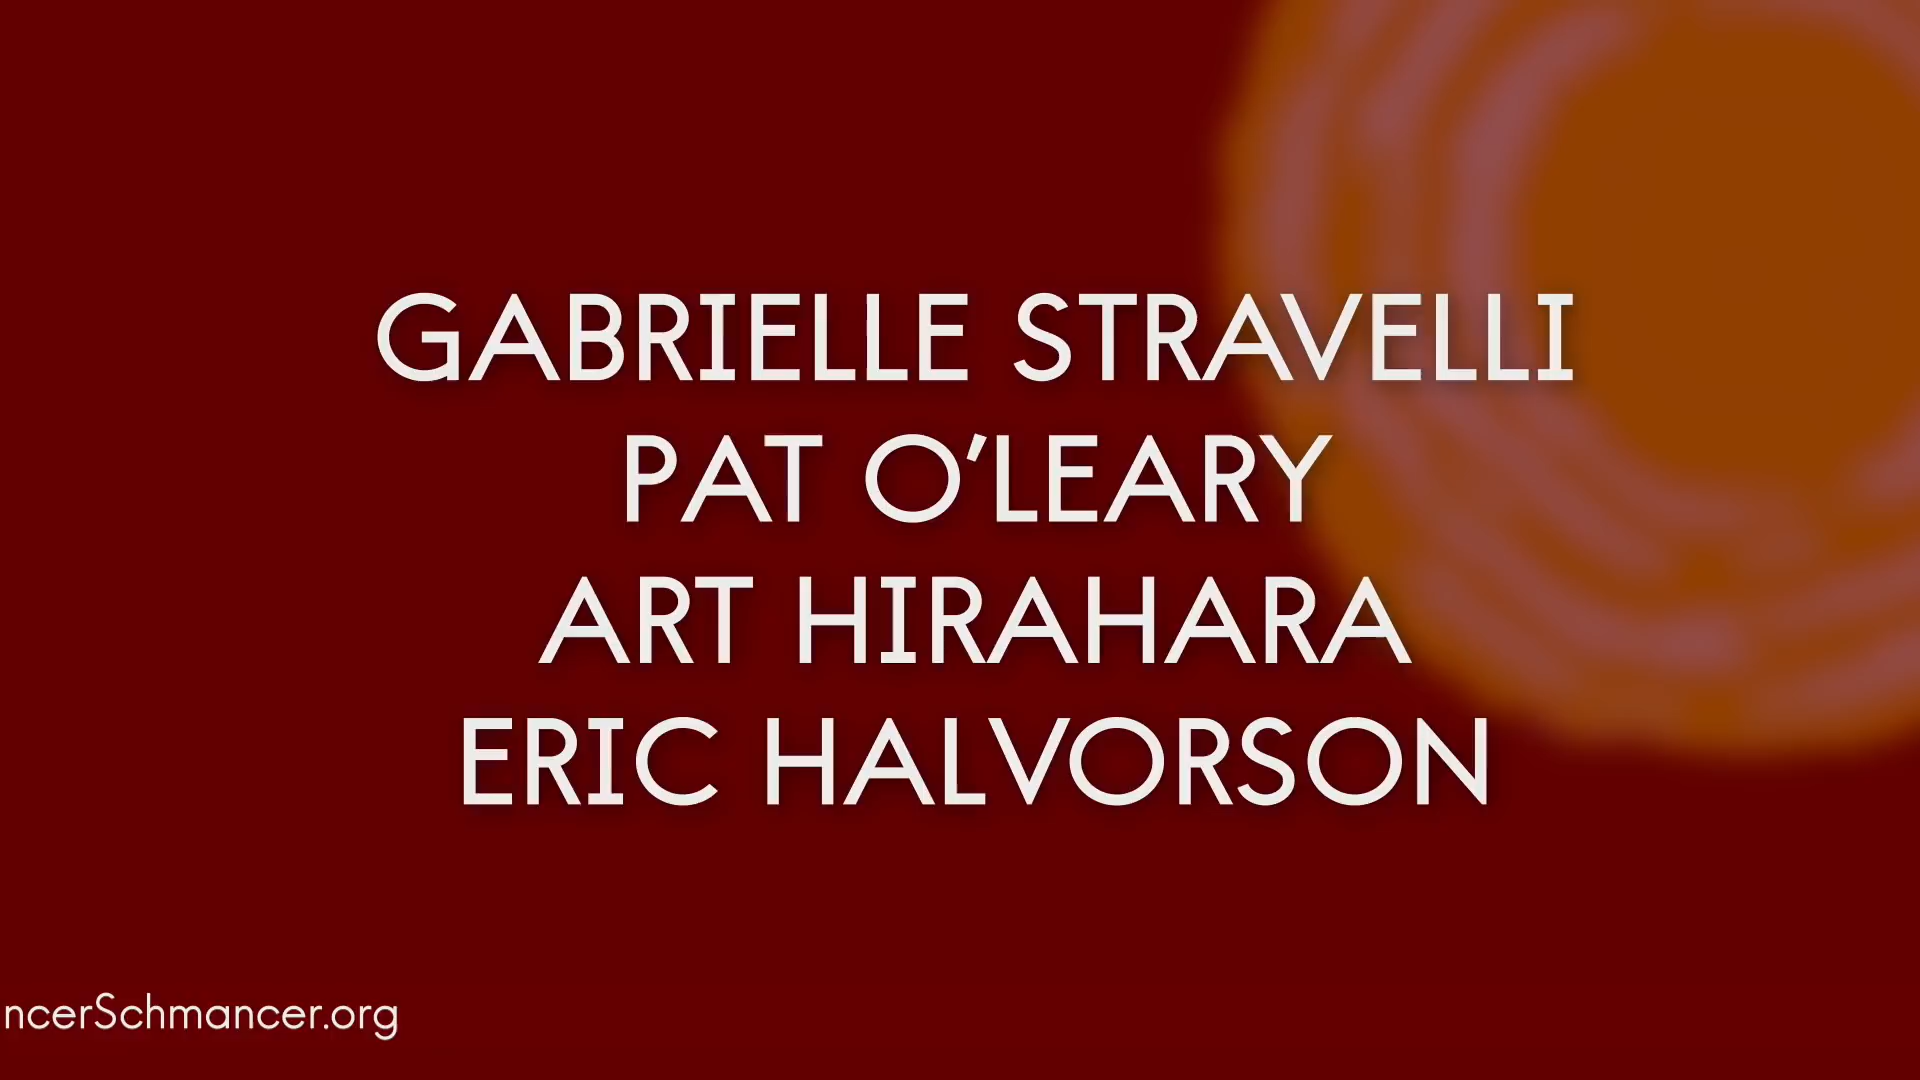 GABRIELLE STRAVELLI
PAT O'LEARY
ART HIRAHARA
ERIC HALVORSON
ncerSchmancer.org